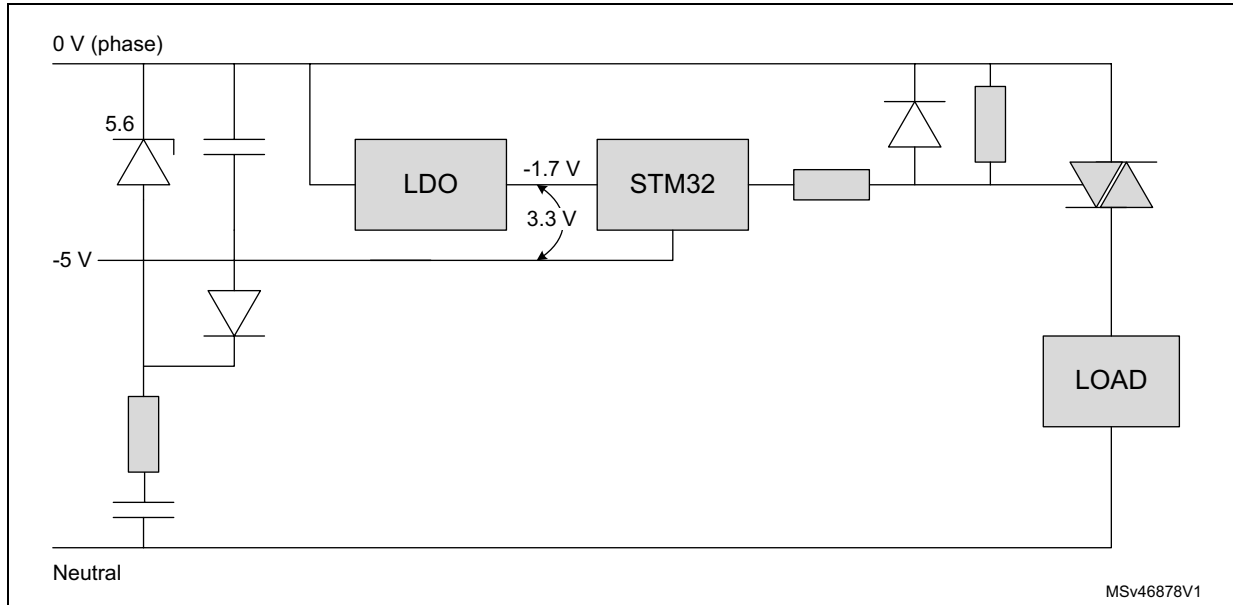 0 V (phase)
5.6
LDO
-1.7 V
STM32
3.3 V
-5 V
LOAD
Neutral
MSv46878V1